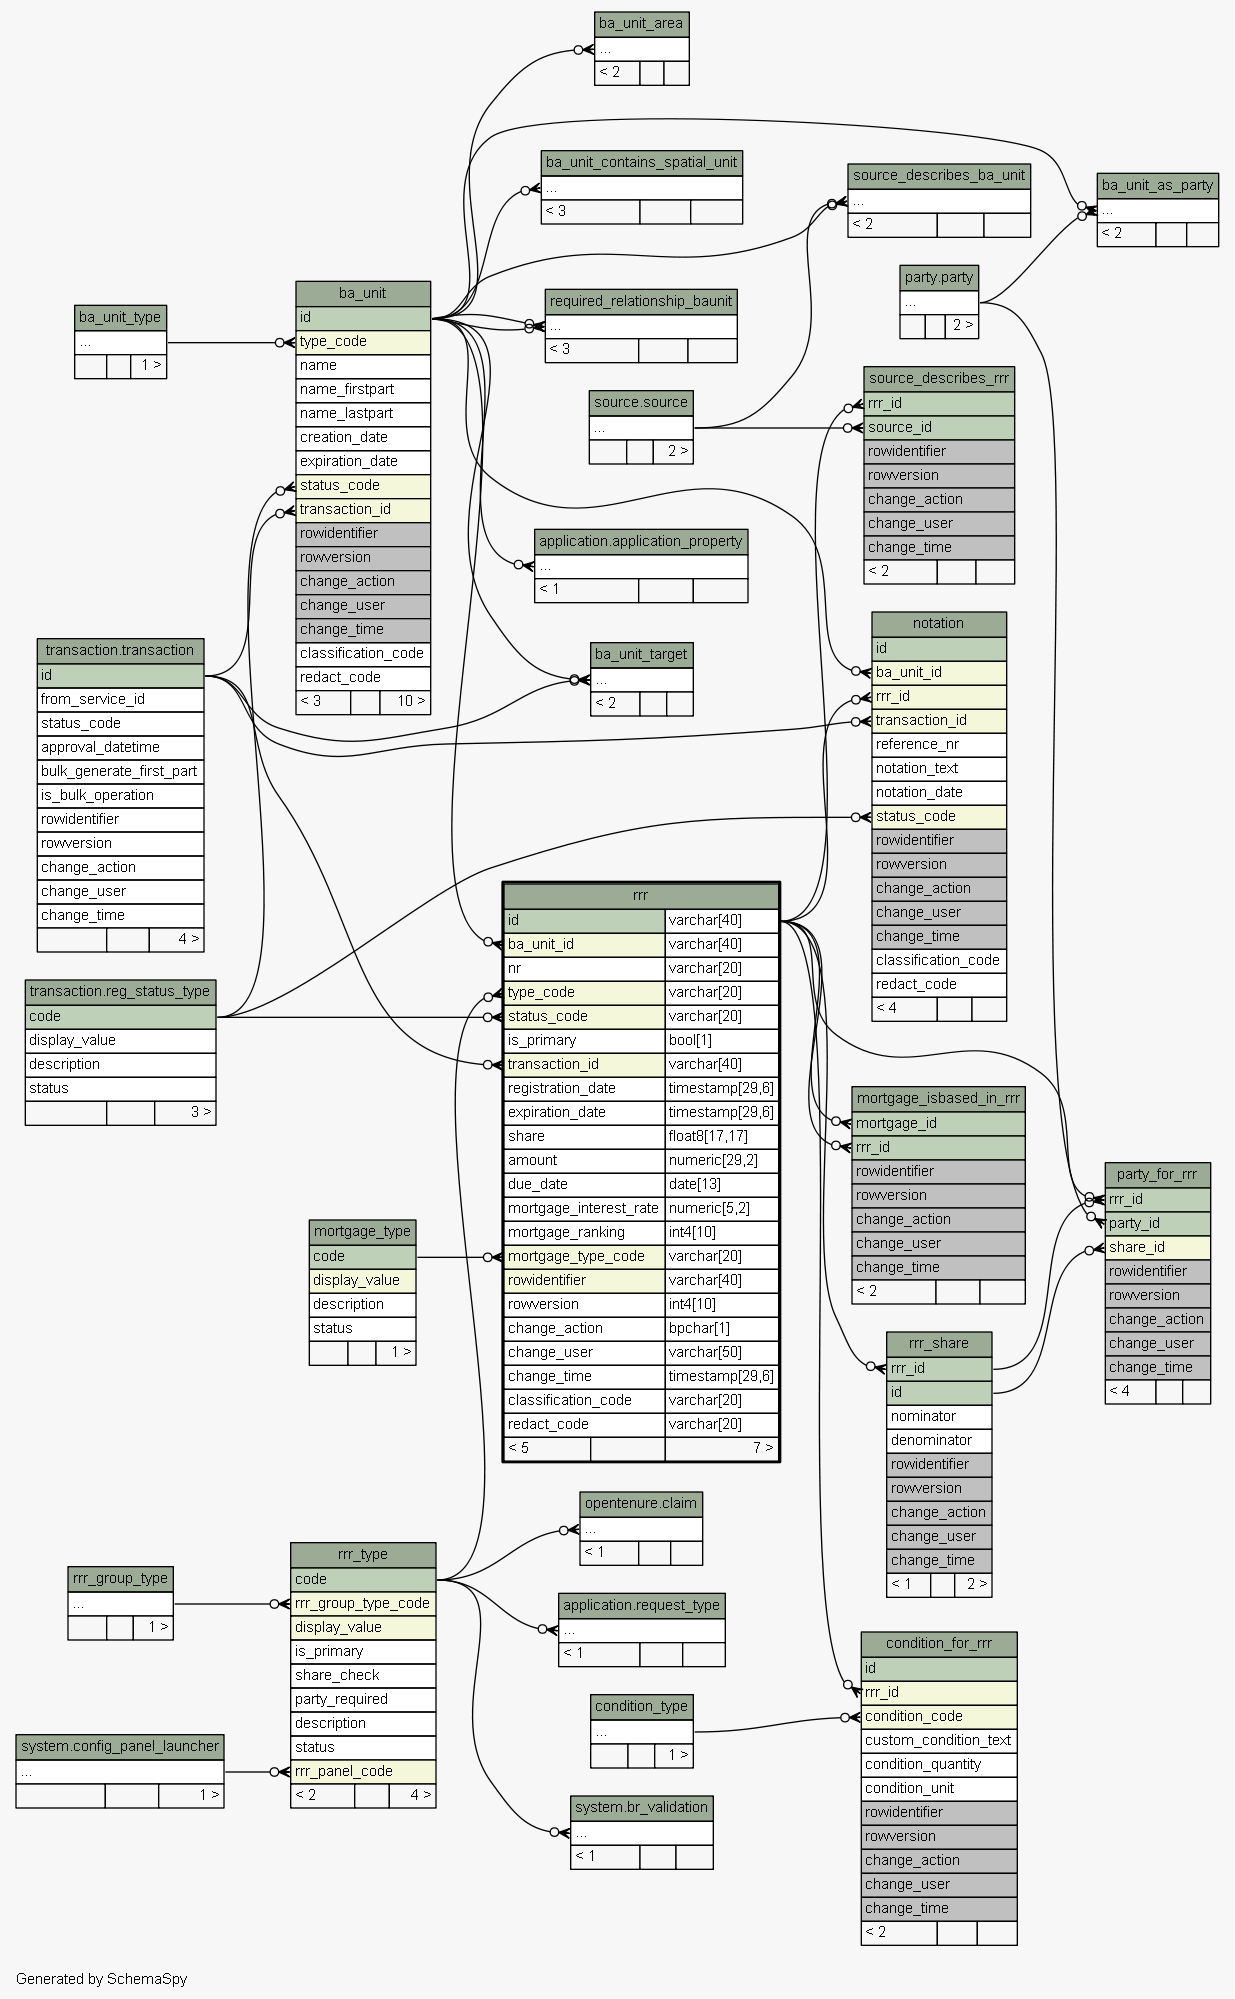 ba_unit_area
...
< 2
ba_unit_contains_spatial_unit
...
< 3
source_describes_ba_unit
...
< 2
ba_unit_as_party
...
< 2
party.party
...
2 >
ba_unit
id
type_code
name
name_firstpart
name_lastpart
creation_date
expiration_date
status_code
transaction_id
rowidentifier
rowversion
change_action
change_user
change_time
classification_code
redact_code
< 3 10 >
ba_unit_type
...
1 >
required_relationship_baunit
...
< 3
source.source
...
2 >
source_describes_rrr
rrr_id
source_id
rowidentifier
rowversion
change_action
change_user
change_time
< 2
application.application_property
...
< 1
notation
id
ba_unit_id
rrr_id
transaction_id
reference_nr
notation_text
notation_date
status_code
rowidentifier
rowversion
change_action
change_user
change_time
classification_code
redact_code
< 4
ba_unit_target
...
< 2
transaction.transaction
id
from_service_id
status_code
approval_datetime
bulk_generate_first_part
is_bulk_operation
rowidentifier
rowversion
change_action
change_user
change_time
4 >
transaction.reg_status_type
code
display_value
description
status
3 >
rrr
id varchar[40]
ba_unit_id varchar[40]
nr varchar[20]
type_code varchar[20]
status_code varchar[20]
is_primary bool[1]
transaction_id varchar[40]
registration_date timestamp[29,6]
expiration_date timestamp[29,6]
share float8[17,17]
amount numeric[29,2]
due_date date[13]
mortgage_interest_rate numeric[5,2]
mortgage_ranking int4[10]
mortgage_type_code varchar[20]
rowidentifier varchar[40]
rowversion int4[10]
change_action bpchar[1]
change_user varchar[50]
change_time timestamp[29,6]
classification_code varchar[20]
redact_code varchar[20]
< 5 7 >
mortgage_isbased_in_rrr
mortgage_id
rrr_id
rowidentifier
rowversion
change_action
change_user
change_time
< 2
party_for_rrr
rrr_id
party_id
share_id
rowidentifier
rowversion
change_action
change_user
change_time
< 4
mortgage_type
code
display_value
description
status
1 >
rrr_share
rrr_id
id
nominator
denominator
rowidentifier
rowversion
change_action
change_user
change_time
< 1 2 >
opentenure.claim
...
< 1
rrr_type
code
rrr_group_type_code
display_value
is_primary
share_check
party_required
description
status
rrr_panel_code
< 2 4 >
rrr_group_type
...
1 >
application.request_type
...
< 1
condition_for_rrr
id
rrr_id
condition_code
custom_condition_text
condition_quantity
condition_unit
rowidentifier
rowversion
change_action
change_user
change_time
< 2
condition_type
...
1 >
system.config_panel_launcher
...
1 >
system.br_validation
...
< 1
Generated by SchemaSpy